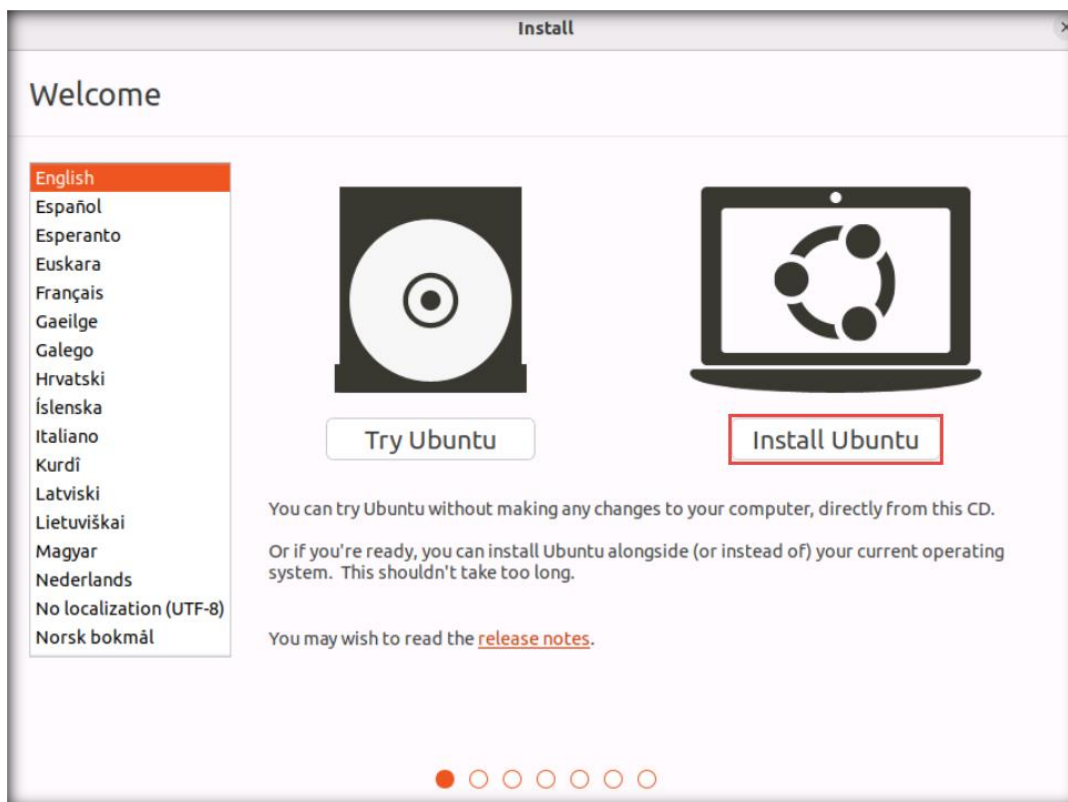 Install
Welcome
English
Español
Esperanto
Euskara
Français
Gaeilge
Galego
Hrvatski
Íslenska
Italiano
Kurdî
Latviski
Lietuviškai
Magyar
Nederlands
No localization (UTF-8)
Norsk bokmål
Try Ubuntu
Install Ubuntu
You can try Ubuntu without making any changes to your computer, directly from this CD.
Or if you're ready, you can install Ubuntu alongside (or instead of) your current operating
system. This shouldn't take too long.
You may wish to read the release notes.